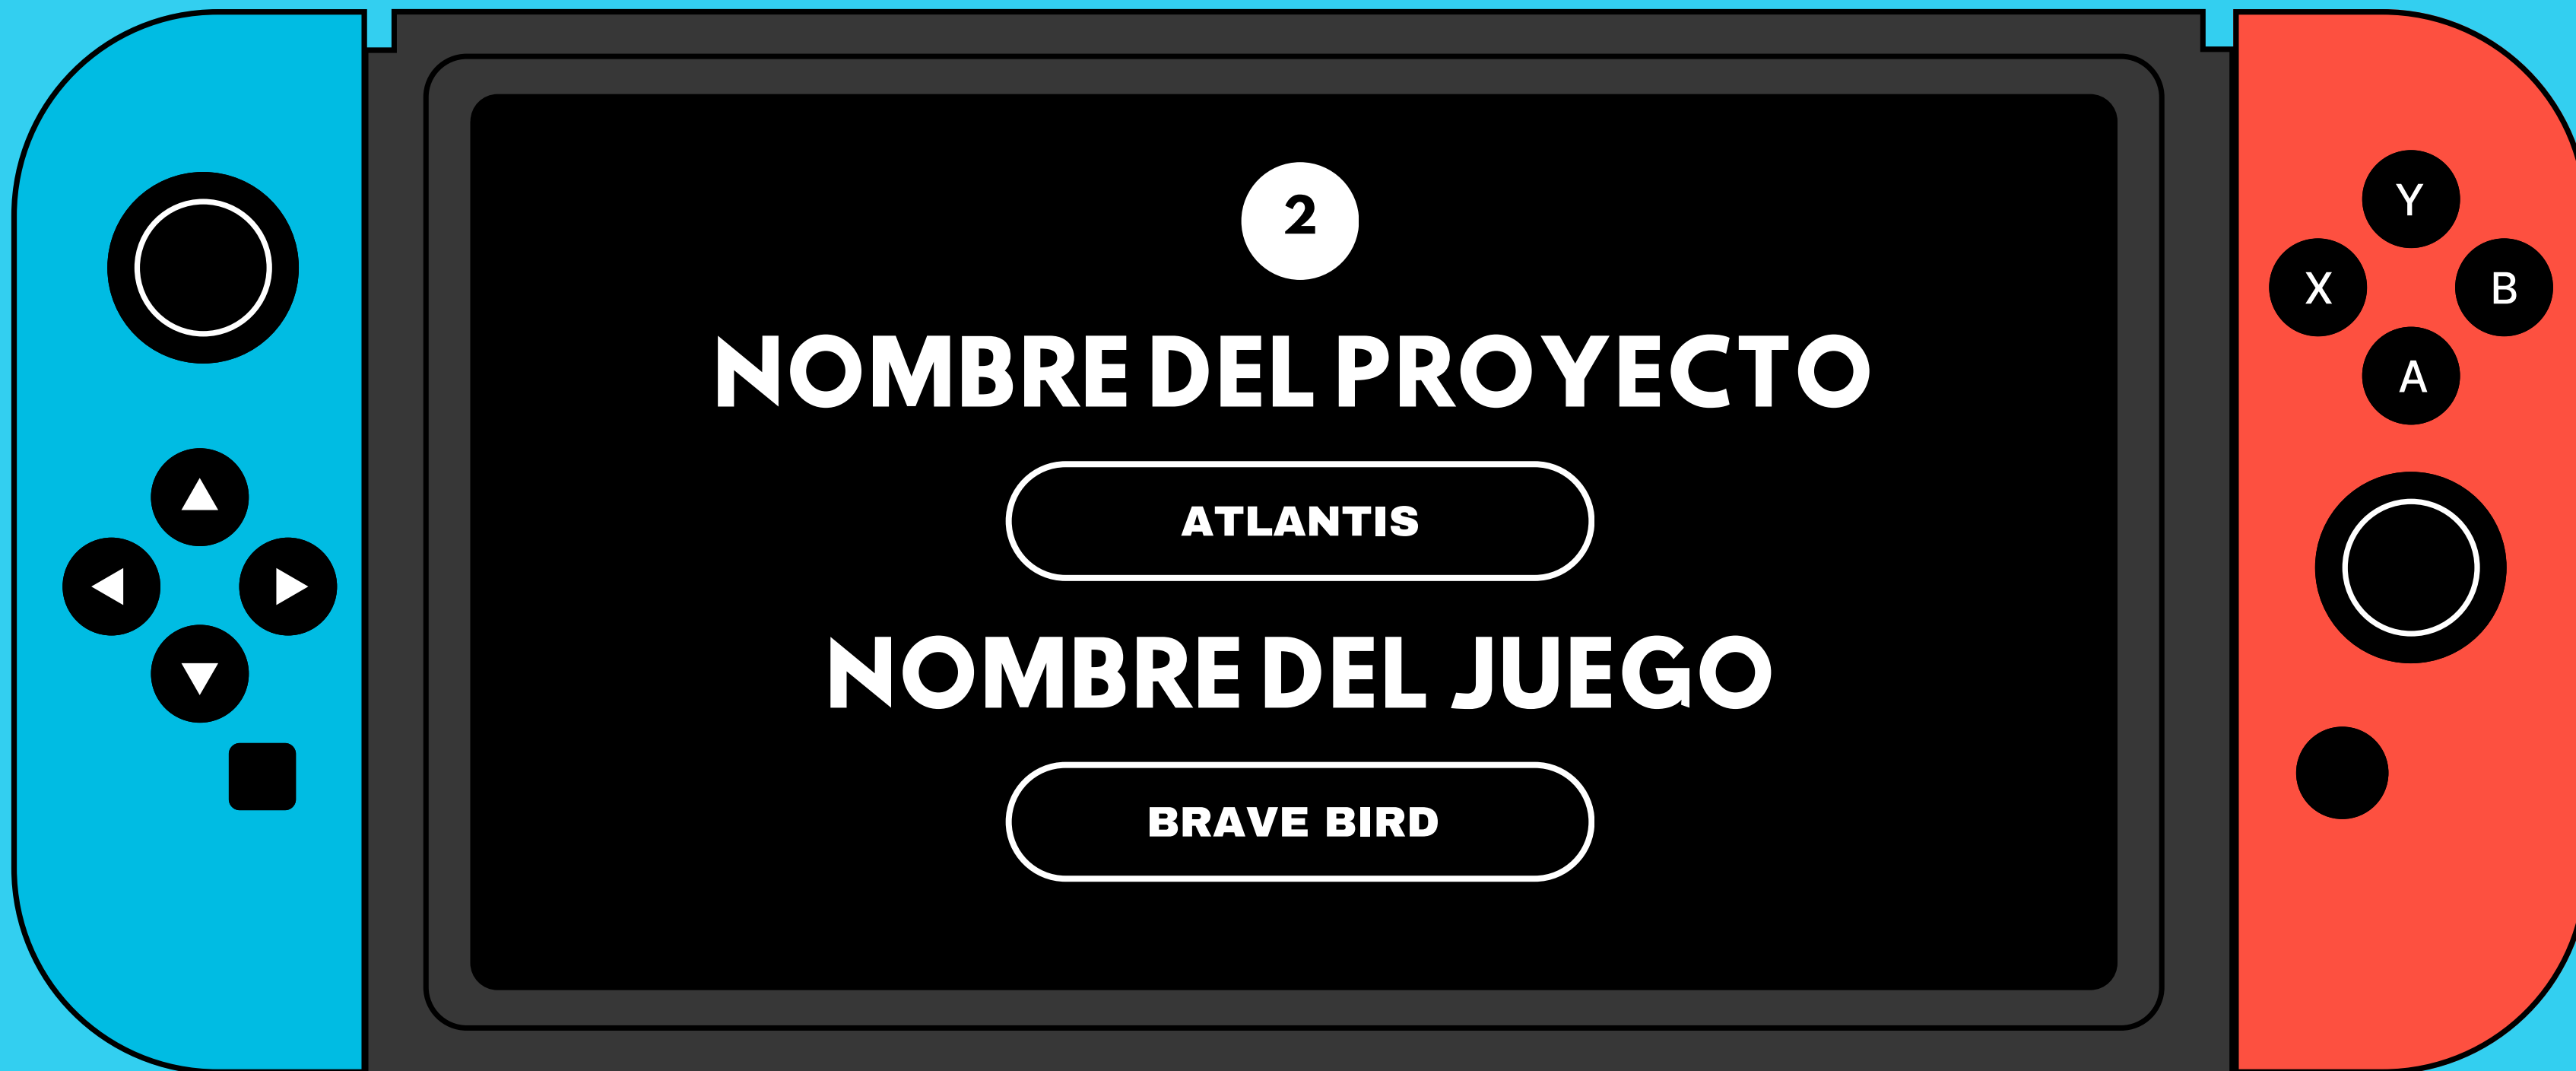 2
NOMBRE DEL PROYECTO
ATLANTIS
NOMBRE DEL JUEGO
BRAVE BIRD
Y
X
B
A